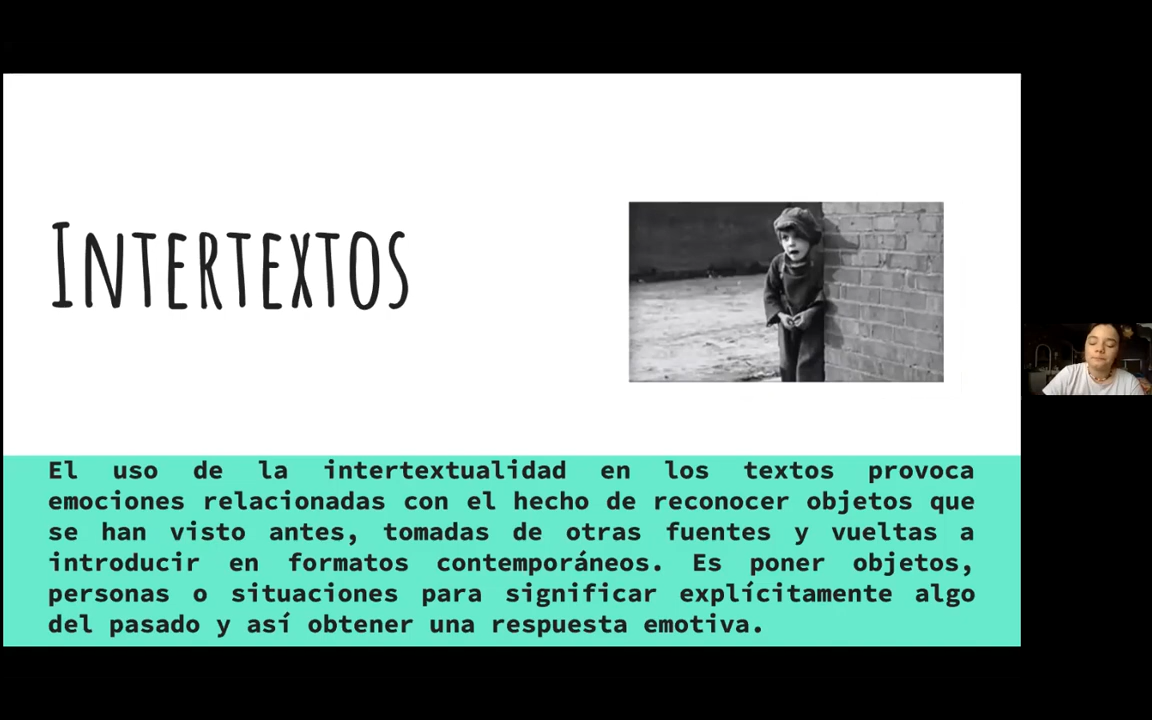 Intertextos
El uso de la intertextualidad en los textos provoca
emociones relacionadas con el hecho de reconocer objetos que
se han visto antes, tomadas de otras fuentes y vueltas a
introducir en formatos contemporáneos. Es poner objetos,
personas o situaciones para significar explícitamente algo
del pasado y así obtener una respuesta emotiva.